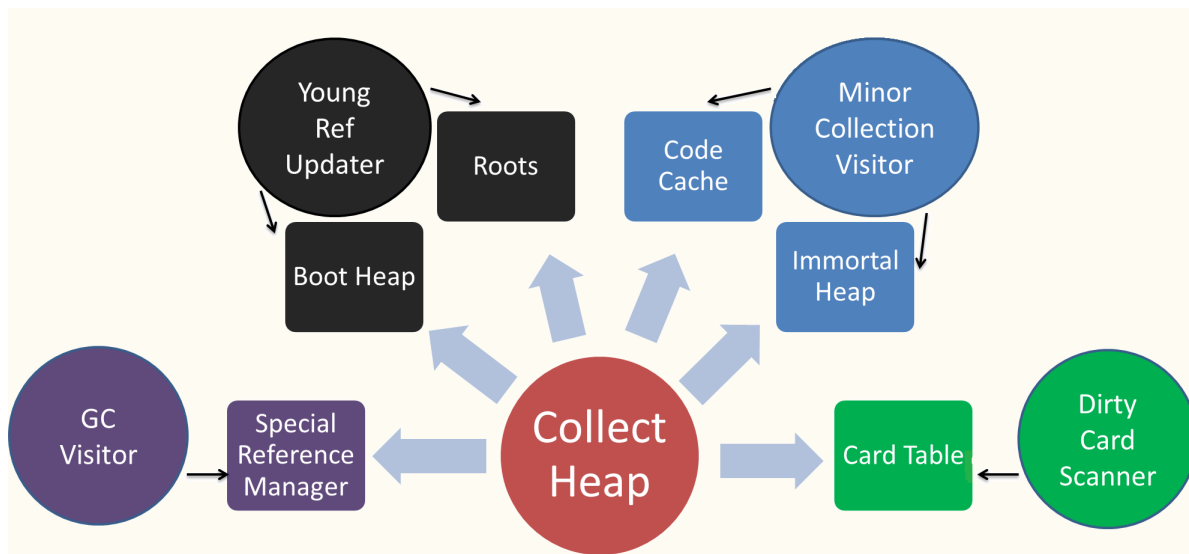 Young
Ref
Updater
Roots
Boot Heap
Code
Cache
Minor
Collection
Visitor
Immortal
Heap
GC
Visitor
Special
Reference
Manager
Collect
Heap
Card Table
Dirty
Card
Scanner